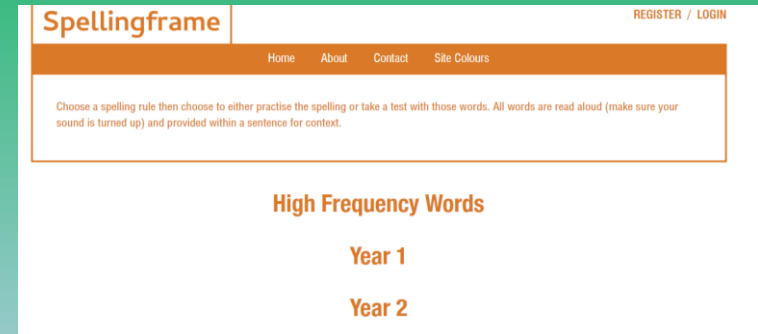 Spellingframe
REGISTER / LOGIN
Home About Contact Site Colours
Choose a spelling rule then choose to either practise the spelling or take a test with those words. All words are read aloud (make sure your
sound is turned up) and provided within a sentence for context.
High Frequency Words
Year 1
Year 2